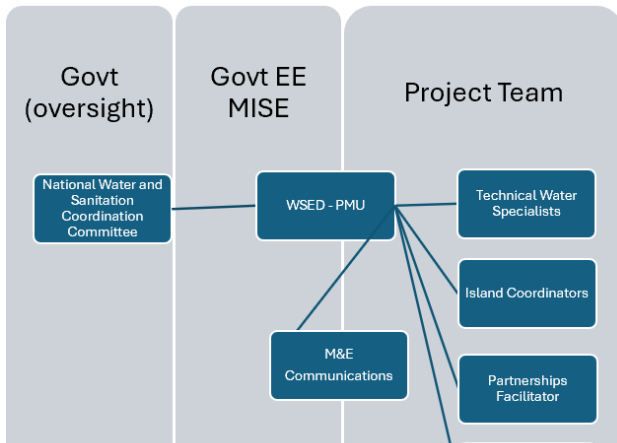 Govt
(oversight)
Govt EE
MISE
Project Team
National Water and
Sanitation
Coordination
Committee
WSED - PMU
Technical Water
Specialists
Island Coordinators
M&E
Communications
Partnerships
Facilitator